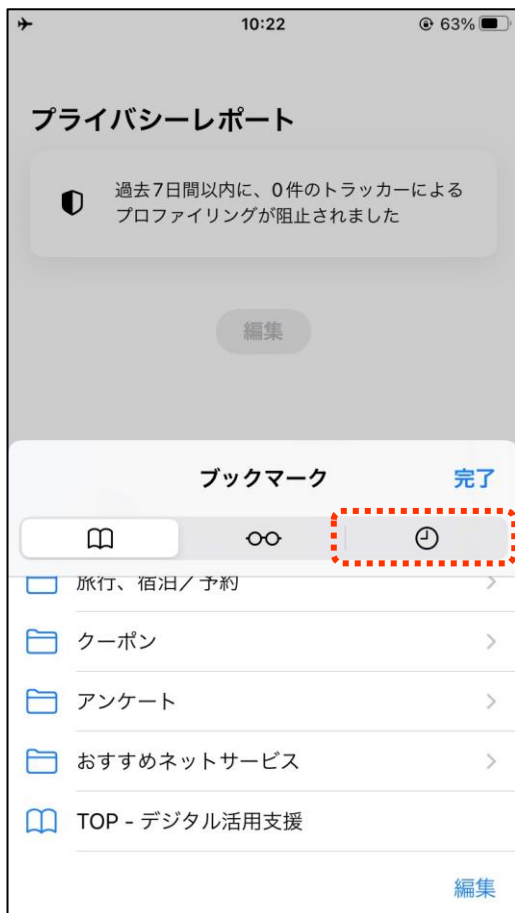 10:22
63%
プライバシーレポート
過去7日間以内に、0件のトラッカーによる
プロファイリングが阻止されました
編集
ブックマーク
完了
旅行、宿泊／予約
クーポン
アンケート
おすすめネットサービス
TOP - デジタル活用支援
編集